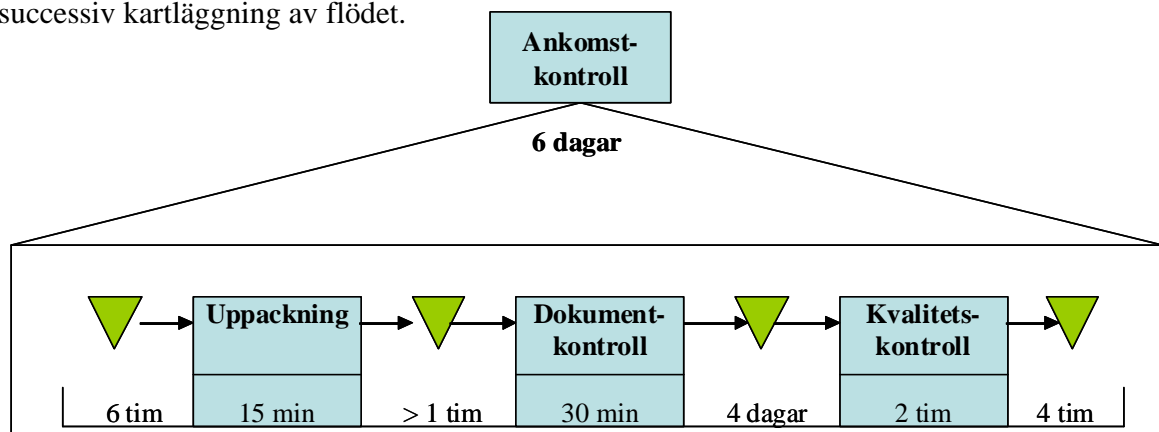 successiv kartläggning av flödet.
Ankomst-
kontroll
6 dagar
Uppackning
Dokument-
kontroll
Kvalitets-
kontroll
6 tim
15 min
> 1 tim
30 min
4 dagar
2 tim
4 tim